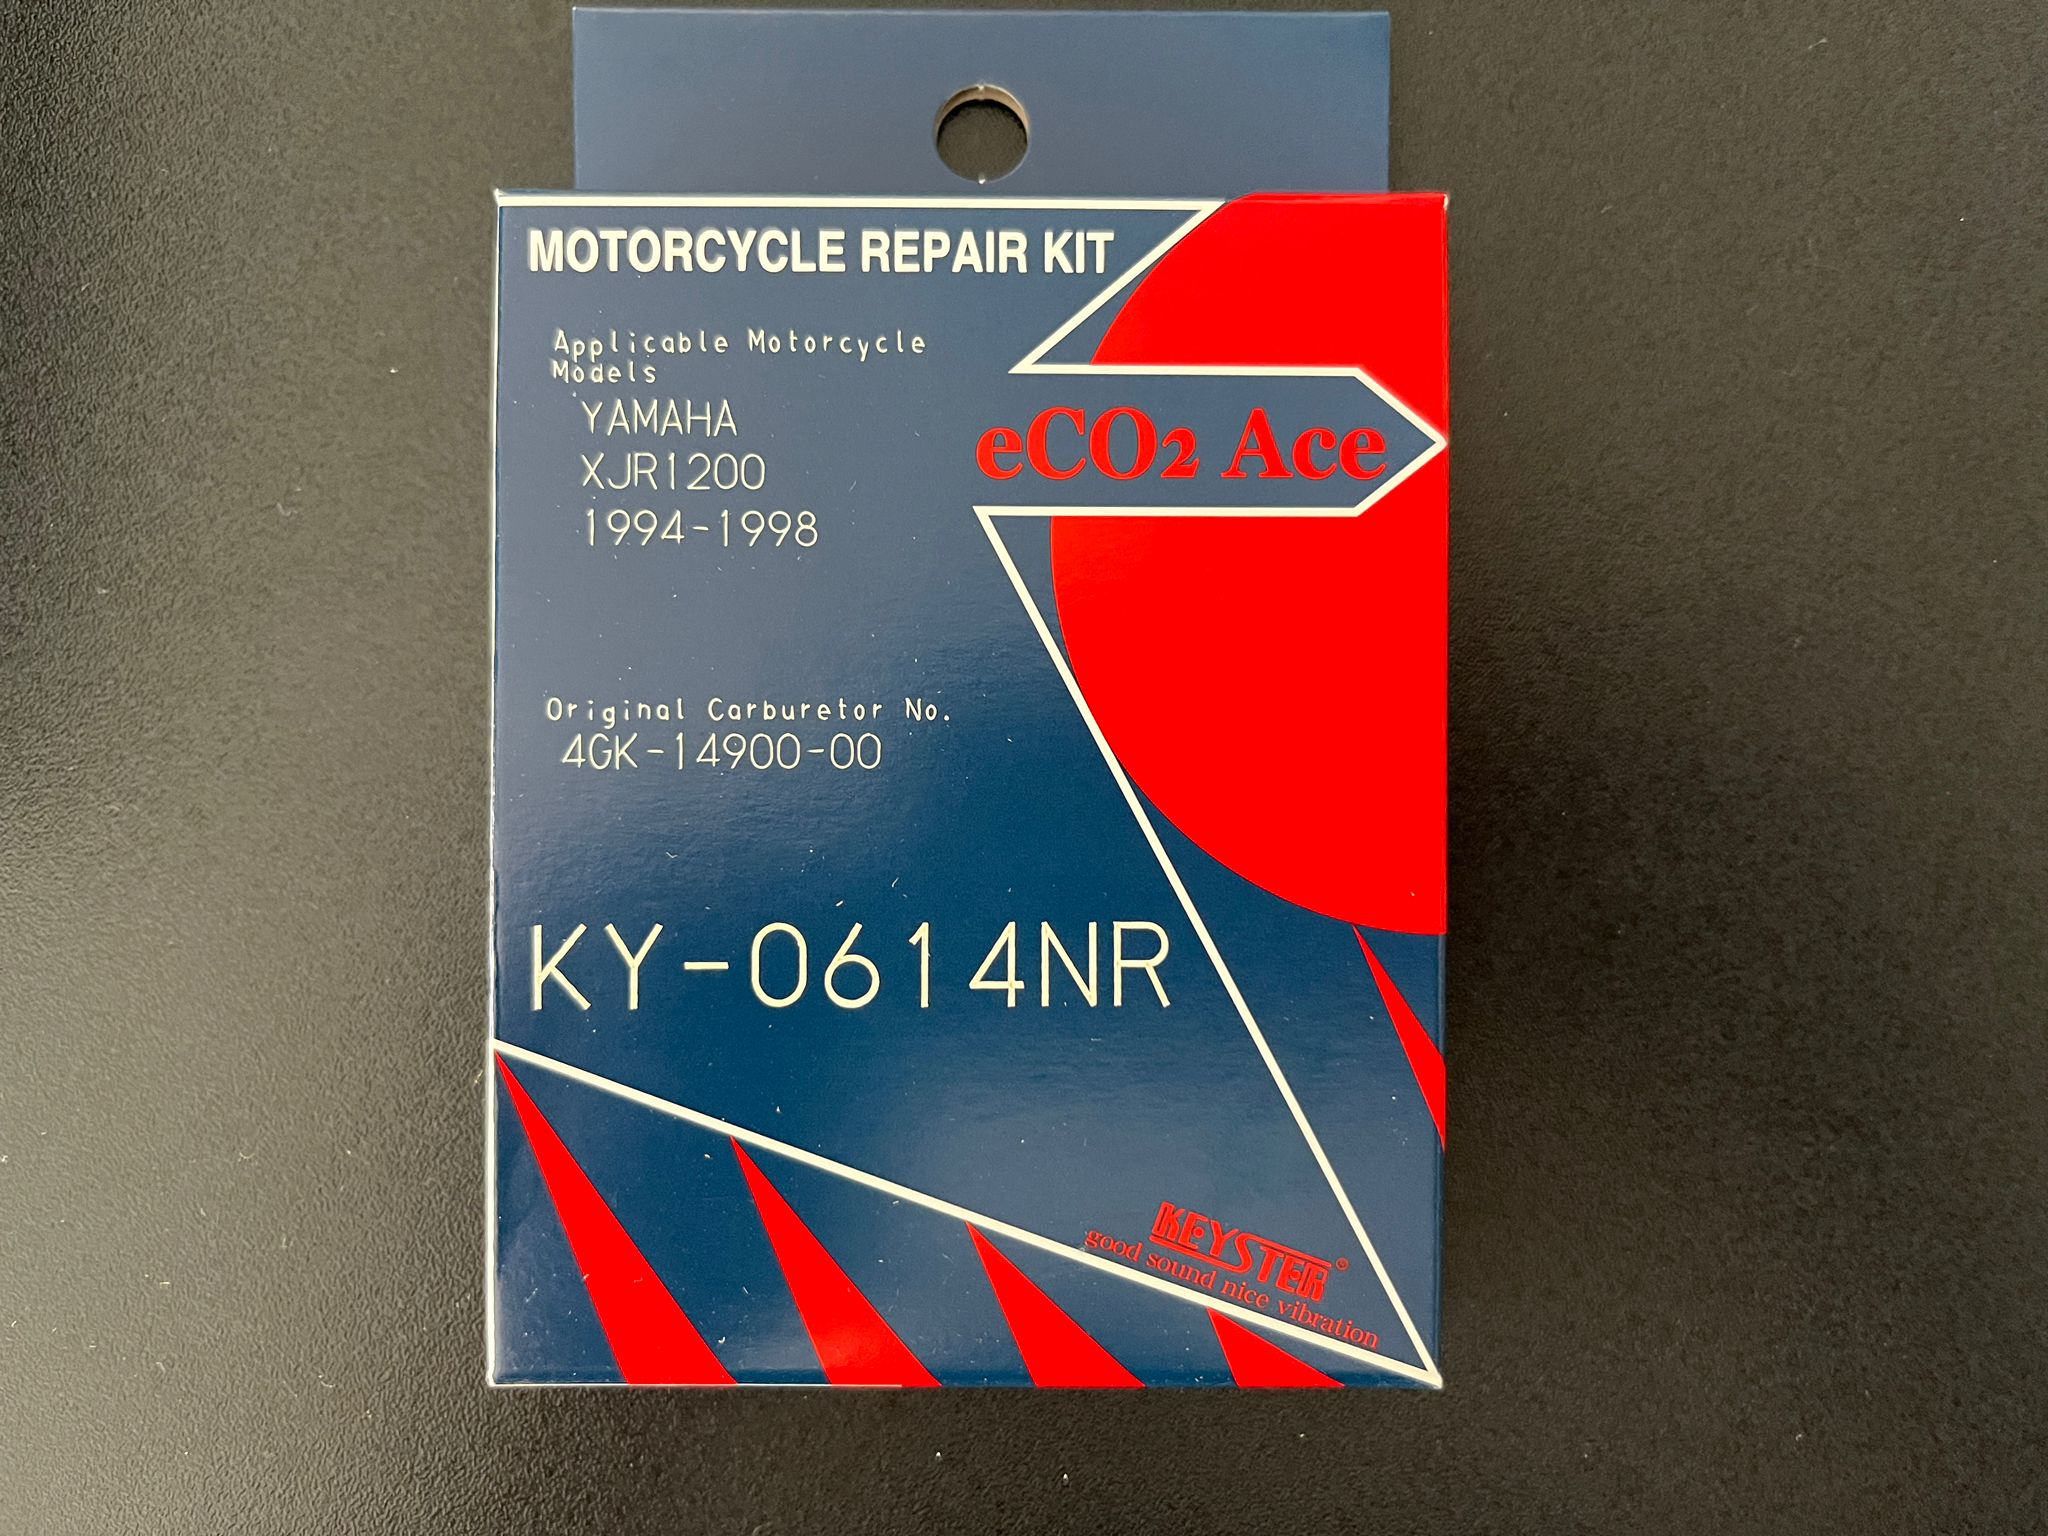 MOTORCYCLE REPAIR KIT
Applicable Motorcycle
Models
YAMAHA
XJR1200
1994-1998
eCO2 Ace
Original Carburetor No.
4GK-14900-00
KY-0614NR
KEYSTER®
good sound nice vibration